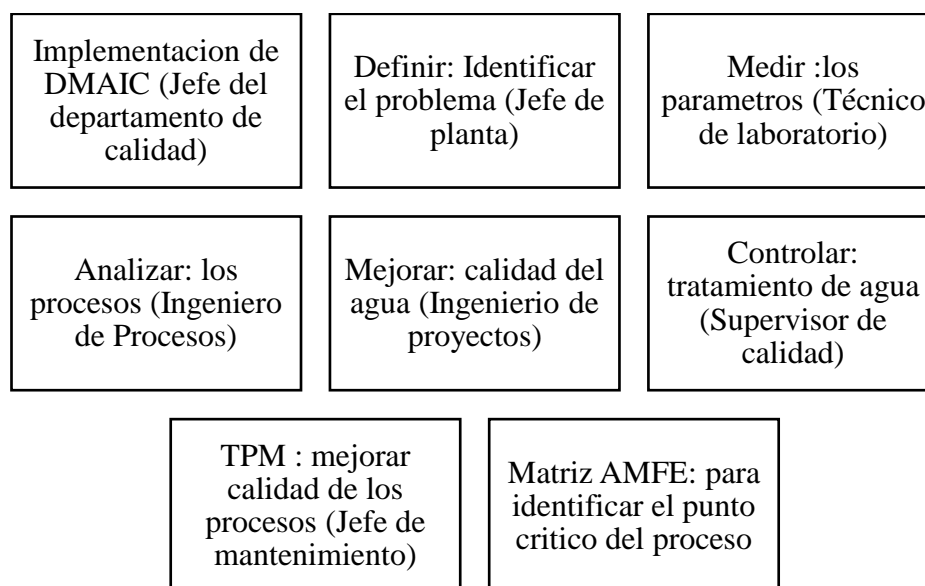 Implementacion de
DMAIC (Jefe del
departamento de
calidad)
Definir: Identificar
el problema (Jefe de
planta)
Medir :los
parametros (Técnico
de laboratorio)
Analizar: los
procesos (Ingeniero
de Procesos)
Mejorar: calidad del
agua (Ingenierio de
proyectos)
Controlar:
tratamiento de agua
(Supervisor de
calidad)
TPM : mejorar
calidad de los
procesos (Jefe de
mantenimiento)
Matriz AMFE: para
identificar el punto
critico del proceso